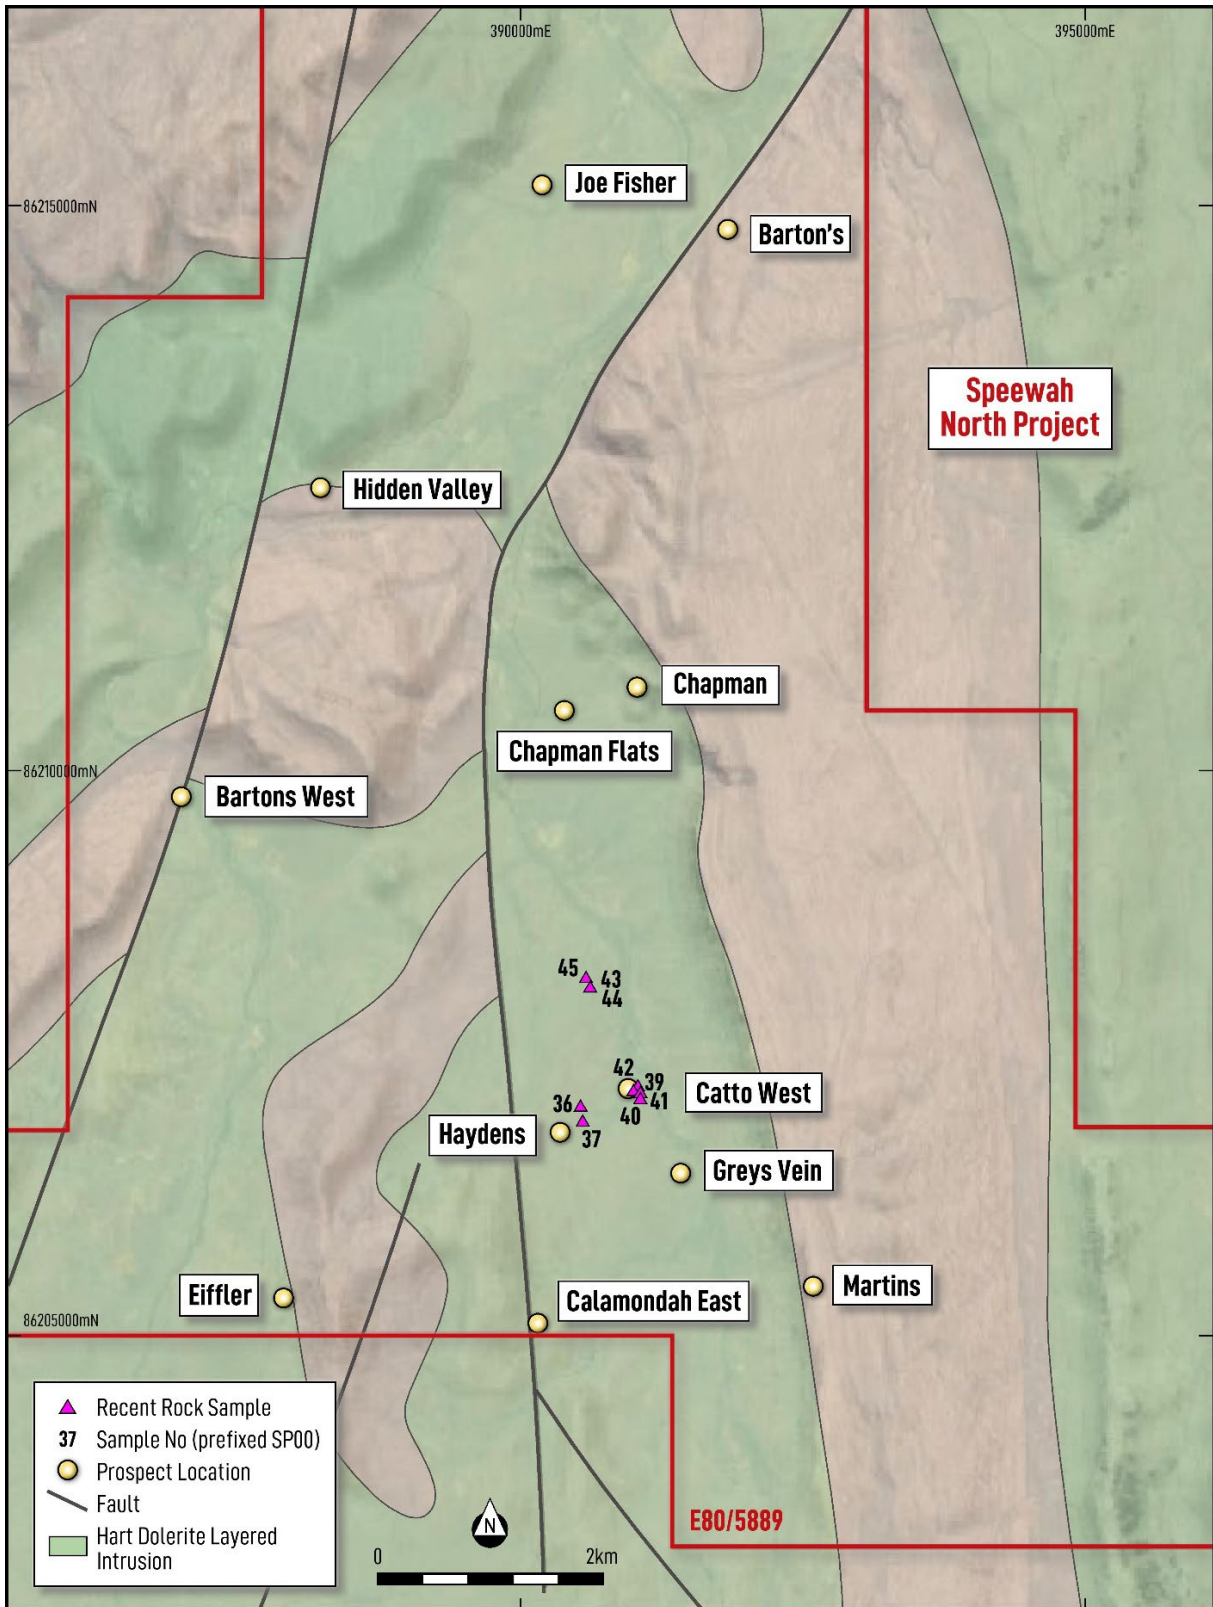 390000mE
395000mE
86215000mN
Joe Fisher
Barton's
Speewah
North Project
Hidden Valley
Chapman
Chapman Flats
86210000mN
Bartons West
45
43
44
42
39
41
40
Catto West
36
37
Haydens
Greys Vein
Martins
Eiffler
Calamondah East
86205000mN
Recent Rock Sample
37 Sample No (prefixed SP00)
Prospect Location
Fault
Hart Dolerite Layered
Intrusion
N
0 2km
E80/5889